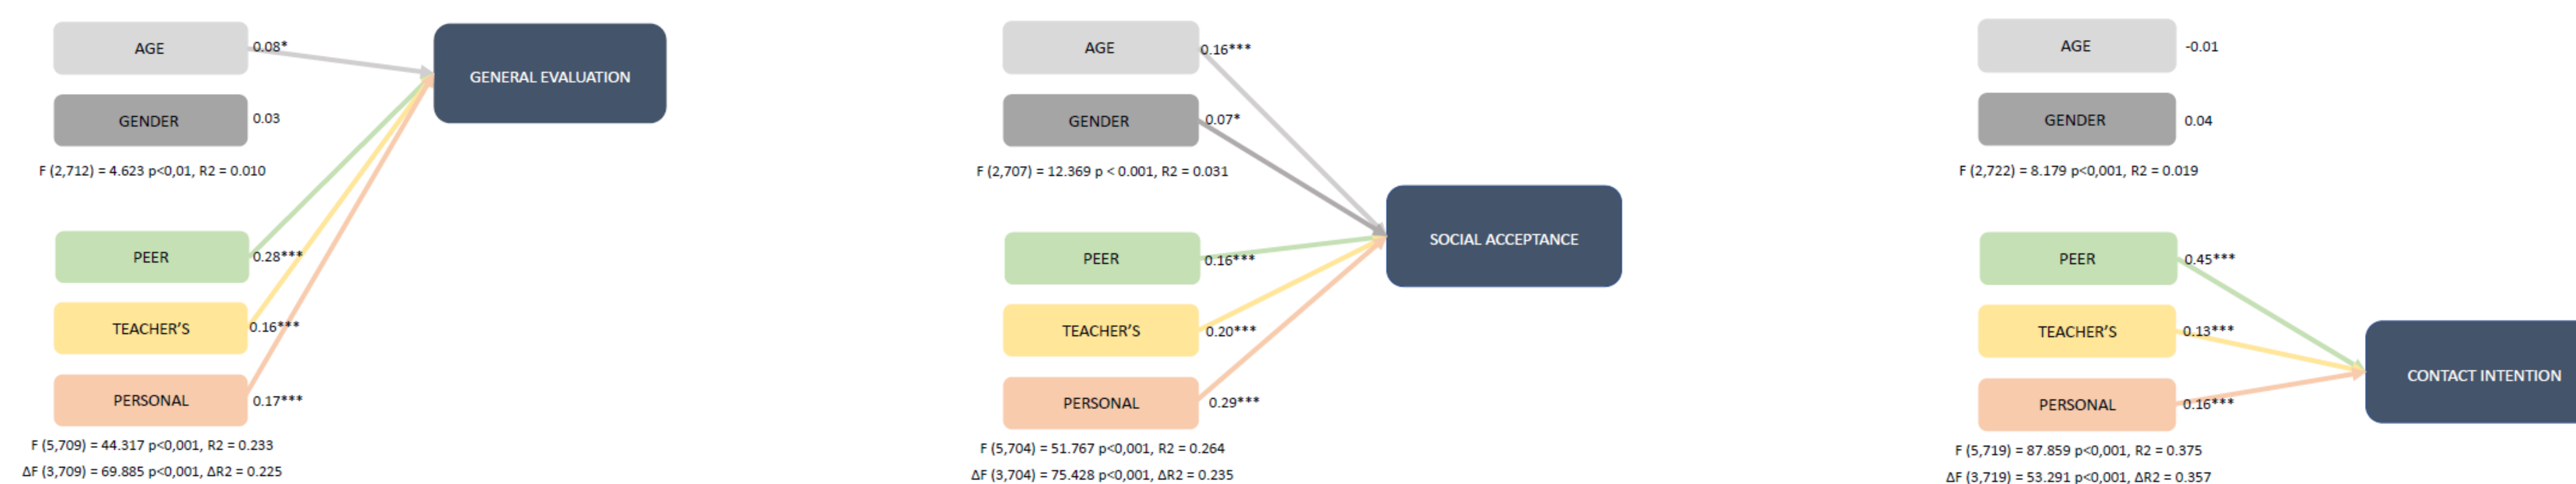 AGE
0.08*
GENERAL EVALUATION
GENDER
0.03
F (2,712) = 4.623 p<0,01, R2 = 0.010
PEER
0.28***
TEACHER’S
0.16***
PERSONAL
0.17***
F (5,709) = 44.317 p<0,001, R2 = 0.233
ΔF (3,709) = 69.885 p<0,001, ΔR2 = 0.225
AGE
0.16***
GENDER
0.07*
F (2,707) = 12.369 p < 0.001, R2 = 0.031
SOCIAL ACCEPTANCE
PEER
0.16***
TEACHER’S
0.20***
PERSONAL
0.29***
F (5,704) = 51.767 p<0,001, R2 = 0.264
ΔF (3,704) = 75.428 p<0,001, ΔR2 = 0.235
AGE
-0.01
GENDER
0.04
F (2,722) = 8.179 p<0,001, R2 = 0.019
PEER
0.45***
TEACHER’S
0.13***
CONTACT INTENTION
PERSONAL
0.16***
F (5,719) = 87.859 p<0,001, R2 = 0.375
ΔF (3,719) = 53.291 p<0,001, ΔR2 = 0.357